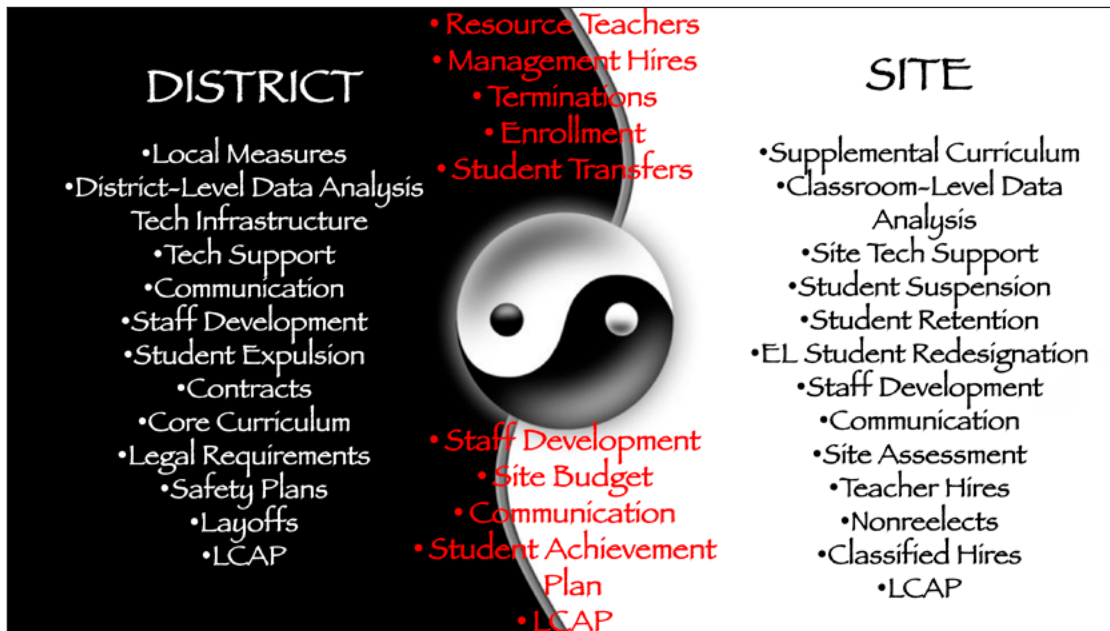 DISTRICT
•Local Measures
•District-Level Data Analysis
Tech Infrastructure
•Tech Support
•Communication
•Staff Development
•Student Expulsion
•Contracts
•Core Curriculum
•Legal Requirements
•Safety Plans
•Layoffs
•LCAP
• Resource Teachers
• Management Hires
• Terminations
• Enrollment
• Student Transfers
• Staff Development
• Site Budget
• Communication
• Student Achievement
Plan
• LCAP
SITE
•Supplemental Curriculum
•Classroom-Level Data
Analysis
•Site Tech Support
•Student Suspension
•Student Retention
•EL Student Redesignation
•Staff Development
•Communication
•Site Assessment
•Teacher Hires
•Nonreelects
•Classified Hires
•LCAP